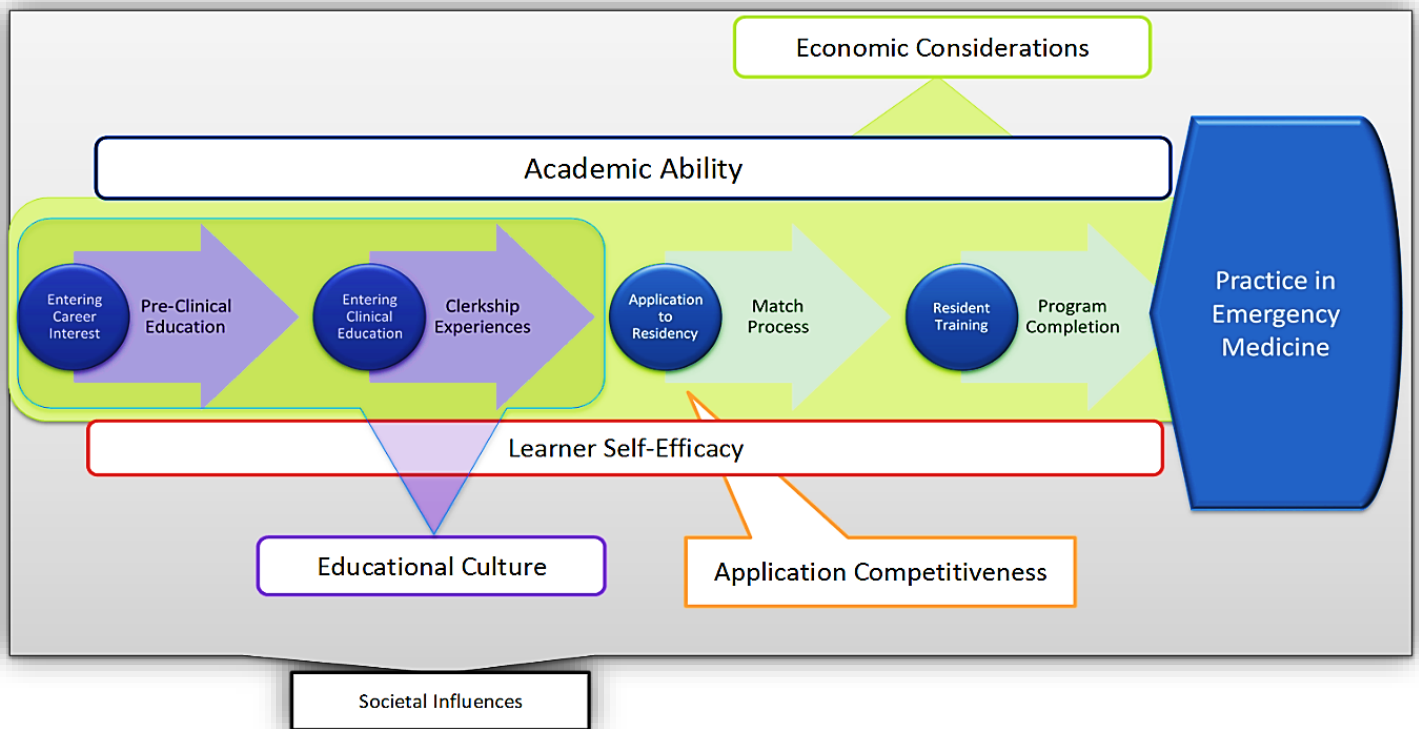 Economic Considerations
Academic Ability
Entering
Career
Interest
Pre-Clinical
Education
Entering
Clinical
Education
Clerkship
Experiences
Application
to
Residency
Match
Process
Resident
Training
Program
Completion
Practice in
Emergency
Medicine
Learner Self-Efficacy
Educational Culture
Application Competitiveness
Societal Influences